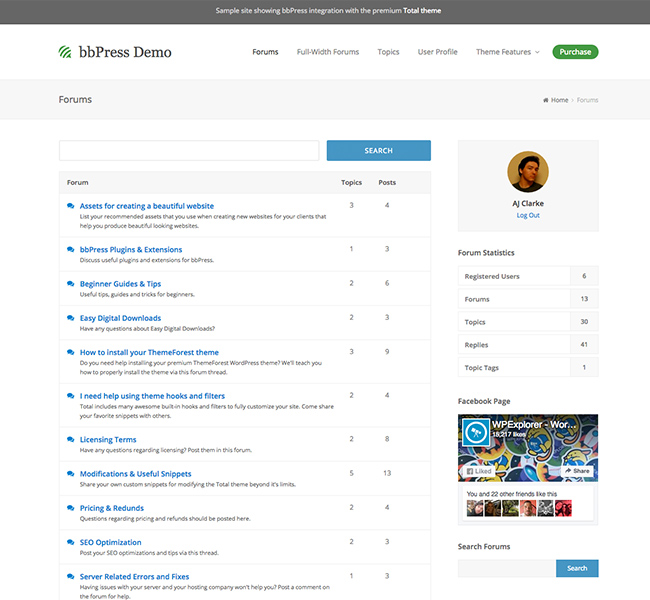 Sample site showing bbPress integration with the premium Total theme
bbPress Demo
Forums Full-Width Forums Topics User Profile Theme Features Purchase
Forums
Home Forums
SEARCH
Forum Topics Posts
Assets for creating a beautiful website 3 4
List your recommended assets that you use when creating new websites for your clients that
help you produce beautiful looking websites.
bbPress Plugins & Extensions 1 3
Discuss useful plugins and extensions for bbPress.
Beginner Guides & Tips 2 6
Useful tips, guides and tricks for beginners.
Easy Digital Downloads 2 3
Have any questions about Easy Digital Downloads?
How to install your ThemeForest theme 3 9
Do you need help installing your premium ThemeForest WordPress theme? We'll teach you
how to properly install the theme via this forum thread.
I need help using theme hooks and filters 2 4
Total includes many awesome built-in hooks and filters to fully customize your site. Come share
your favorite snippets with others.
Licensing Terms 2 8
Have any questions regarding licensing? Post them in this forum.
Modifications & Useful Snippets 5 13
Share your own custom snippets for modifying the Total theme beyond it's limits.
Pricing & Redunds 2 4
Questions regarding pricing and refunds should be posted here.
SEO Optimization 2 3
Post your SEO optimizations and tips via this thread.
Server Related Errors and Fixes 1 3
Having issues with your server and your hosting company won't help you? Post a comment on
the forum for help.
AJ Clarke
Log Out
Forum Statistics
Registered Users 6
Forums 13
Topics 30
Replies 41
Topic Tags 1
Facebook Page
WPExplorer - Wor...
18,217 likes
Liked Share
You and 22 other friends like this
Search Forums
Search